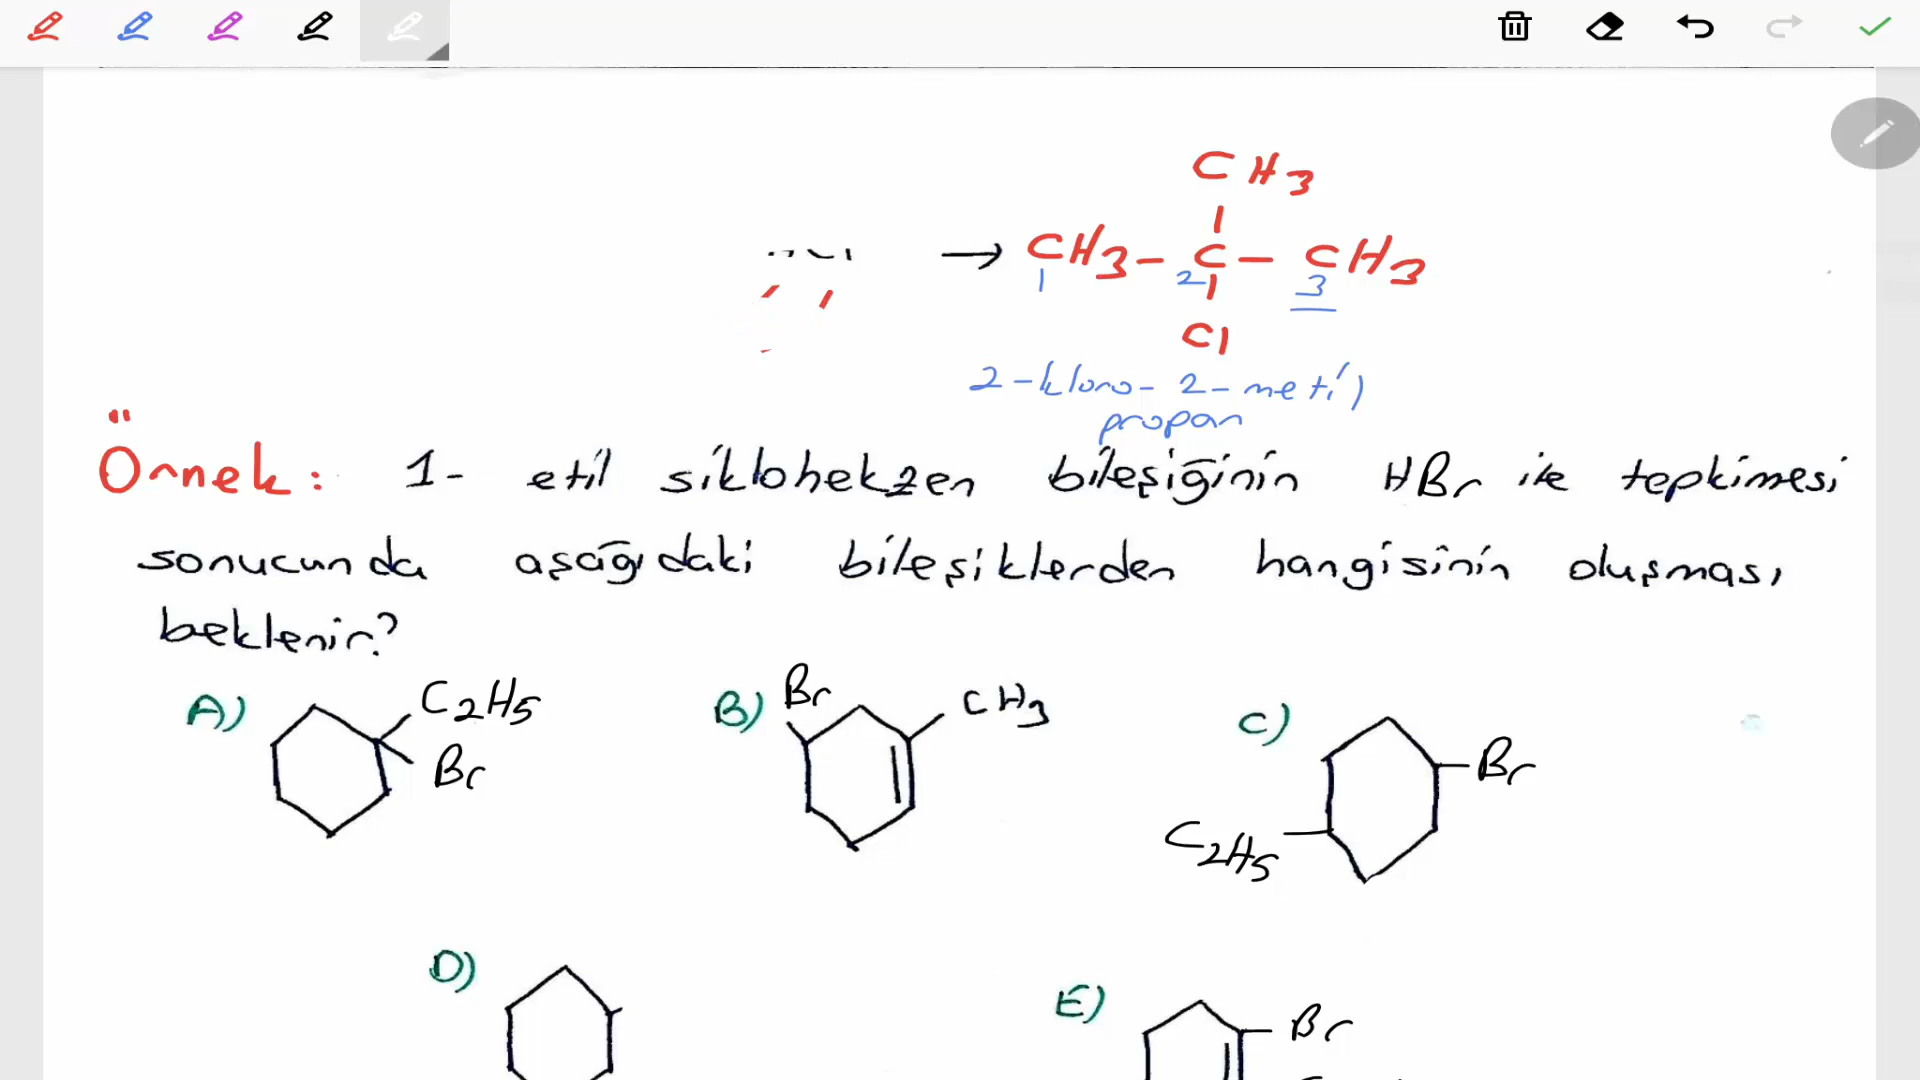 CH3
CH3 - C - CH3
1 2 3
Cl
2-kloro-2-metil
propan
Örnek: 1- etil siklohekzen bileşiğinin HBr ile tepkimesi
sonucunda aşağıdaki bileşiklerden hangisinin oluşması
beklenir?
A) C2H5
Br
B) Br CH3
C) Br
C2H5
D)
E) Br